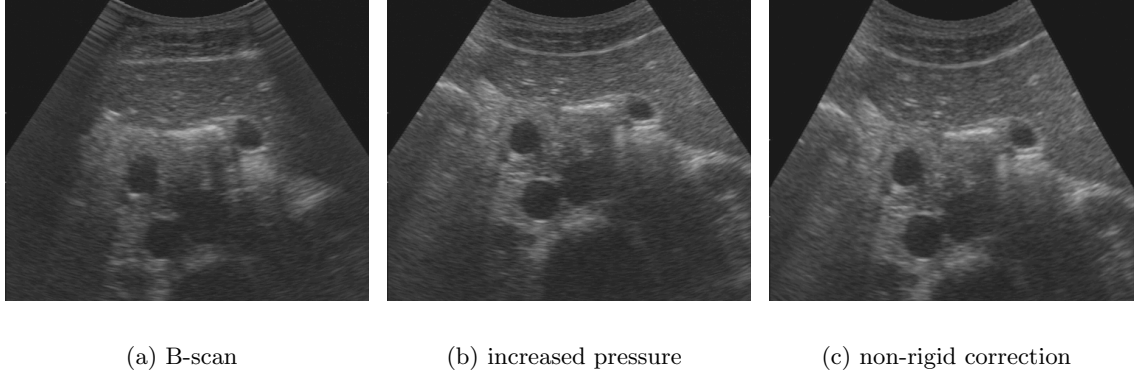 (a) B-scan
(b) increased pressure
(c) non-rigid correction